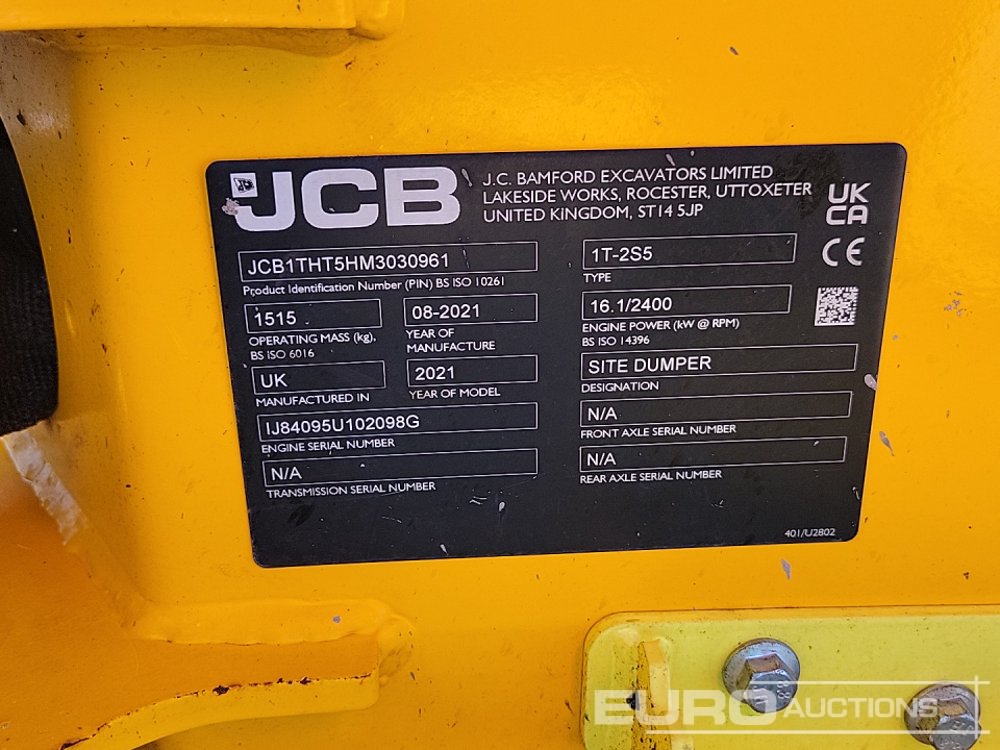 JCB
J.C. BAMFORD EXCAVATORS LIMITED
LAKESIDE WORKS, ROCESTER, UTTOXETER
UNITED KINGDOM, ST14 5JP
UK
CA
CE
JCB1THT5HM3030961
Product Identification Number (PIN) BS ISO 10261
1515
OPERATING MASS (kg),
BS ISO 6016
08-2021
YEAR OF
MANUFACTURE
UK
MANUFACTURED IN
2021
YEAR OF MODEL
IJ84095U102098G
ENGINE SERIAL NUMBER
N/A
TRANSMISSION SERIAL NUMBER
1T-2S5
TYPE
16.1/2400
ENGINE POWER (kW @ RPM)
BS ISO 14396
SITE DUMPER
DESIGNATION
N/A
FRONT AXLE SERIAL NUMBER
N/A
REAR AXLE SERIAL NUMBER
401/U2802
EURO AUCTIONS